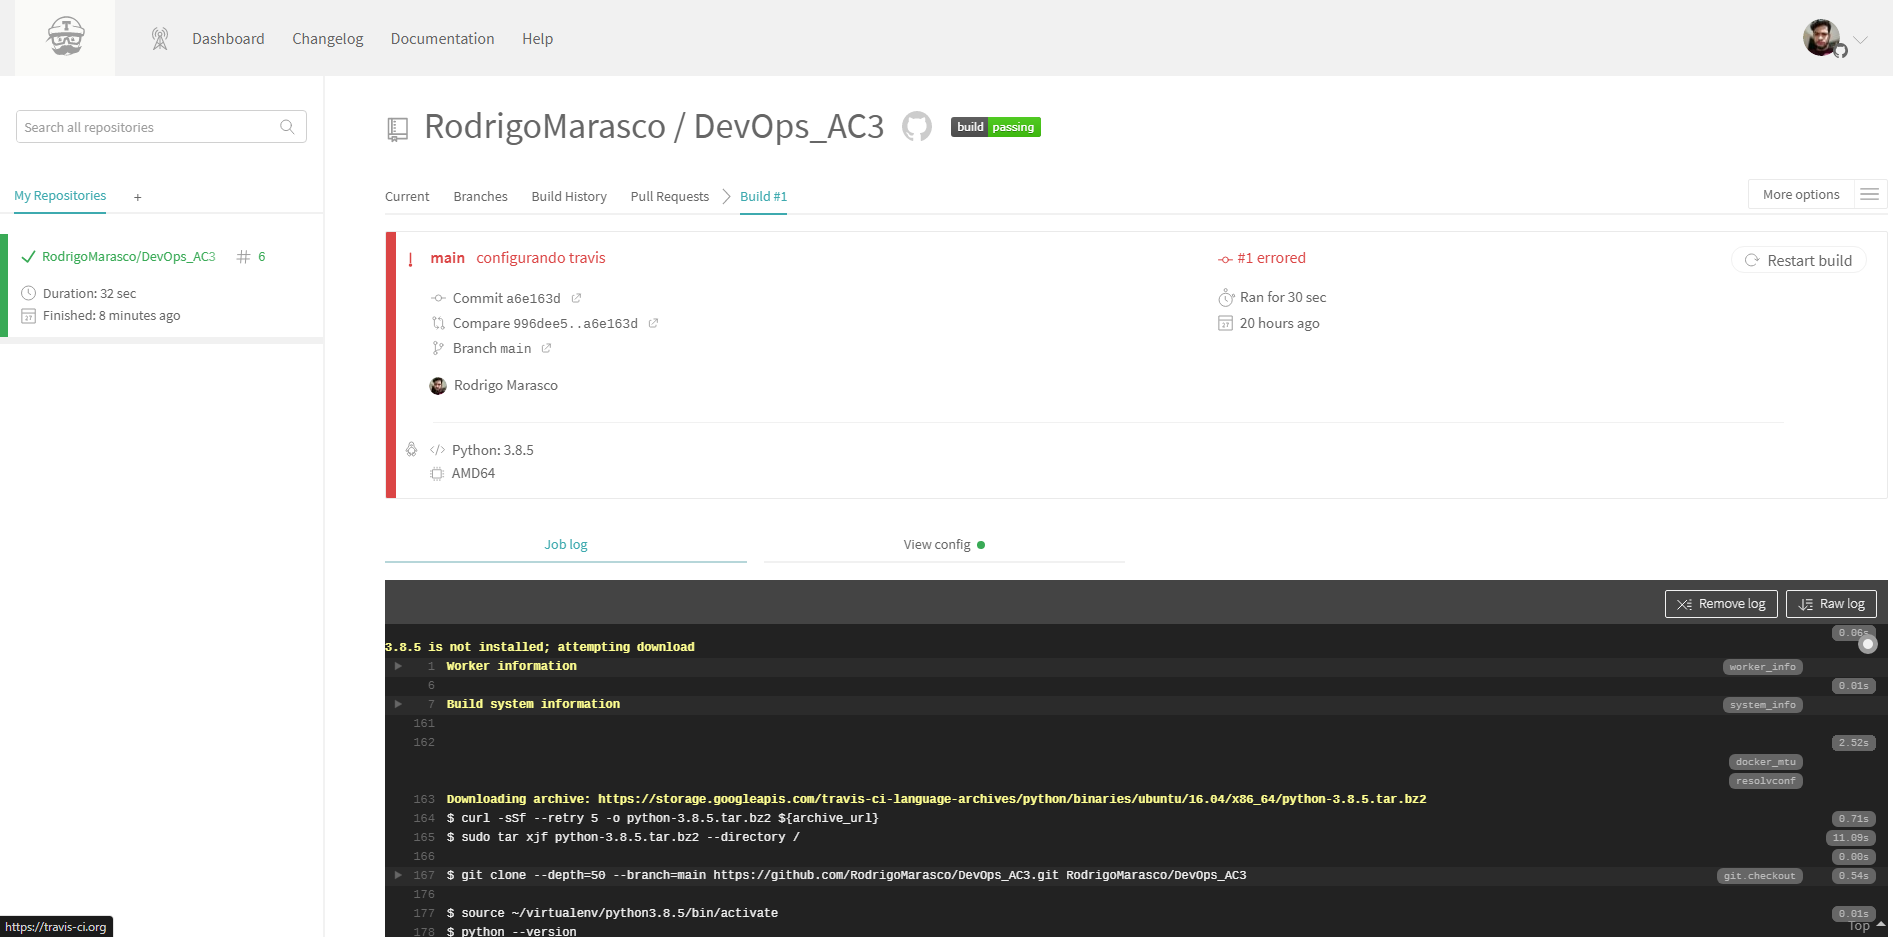 Dashboard Changelog Documentation Help
Search all repositories
My Repositories +
RodrigoMarasco/DevOps_AC3 # 6
Duration: 32 sec
Finished: 8 minutes ago
RodrigoMarasco / DevOps_AC3 build passing
Current Branches Build History Pull Requests Build #1 More options
! main configurando travis #1 errored Restart build
Commit a6e163d Ran for 30 sec
Compare 996dee5..a6e163d 20 hours ago
Branch main
Rodrigo Marasco
</> Python: 3.8.5
AMD64
Job log View config
Remove log Raw log
0.06s
3.8.5 is not installed; attempting download
1 Worker information worker_info
6 0.01s
7 Build system information system_info
161
162 2.52s
docker_mtu
resolvconf
163 Downloading archive: https://storage.googleapis.com/travis-ci-language-archives/python/binaries/ubuntu/16.04/x86_64/python-3.8.5.tar.bz2
164 $ curl -sSf --retry 5 -o python-3.8.5.tar.bz2 ${archive_url} 0.71s
165 $ sudo tar xjf python-3.8.5.tar.bz2 --directory / 11.09s
166 0.00s
167 $ git clone --depth=50 --branch=main https://github.com/RodrigoMarasco/DevOps_AC3.git RodrigoMarasco/DevOps_AC3 git.checkout 0.54s
176
177 $ source ~/virtualenv/python3.8.5/bin/activate 0.01s
178 $ python --version Top
https://travis-ci.org